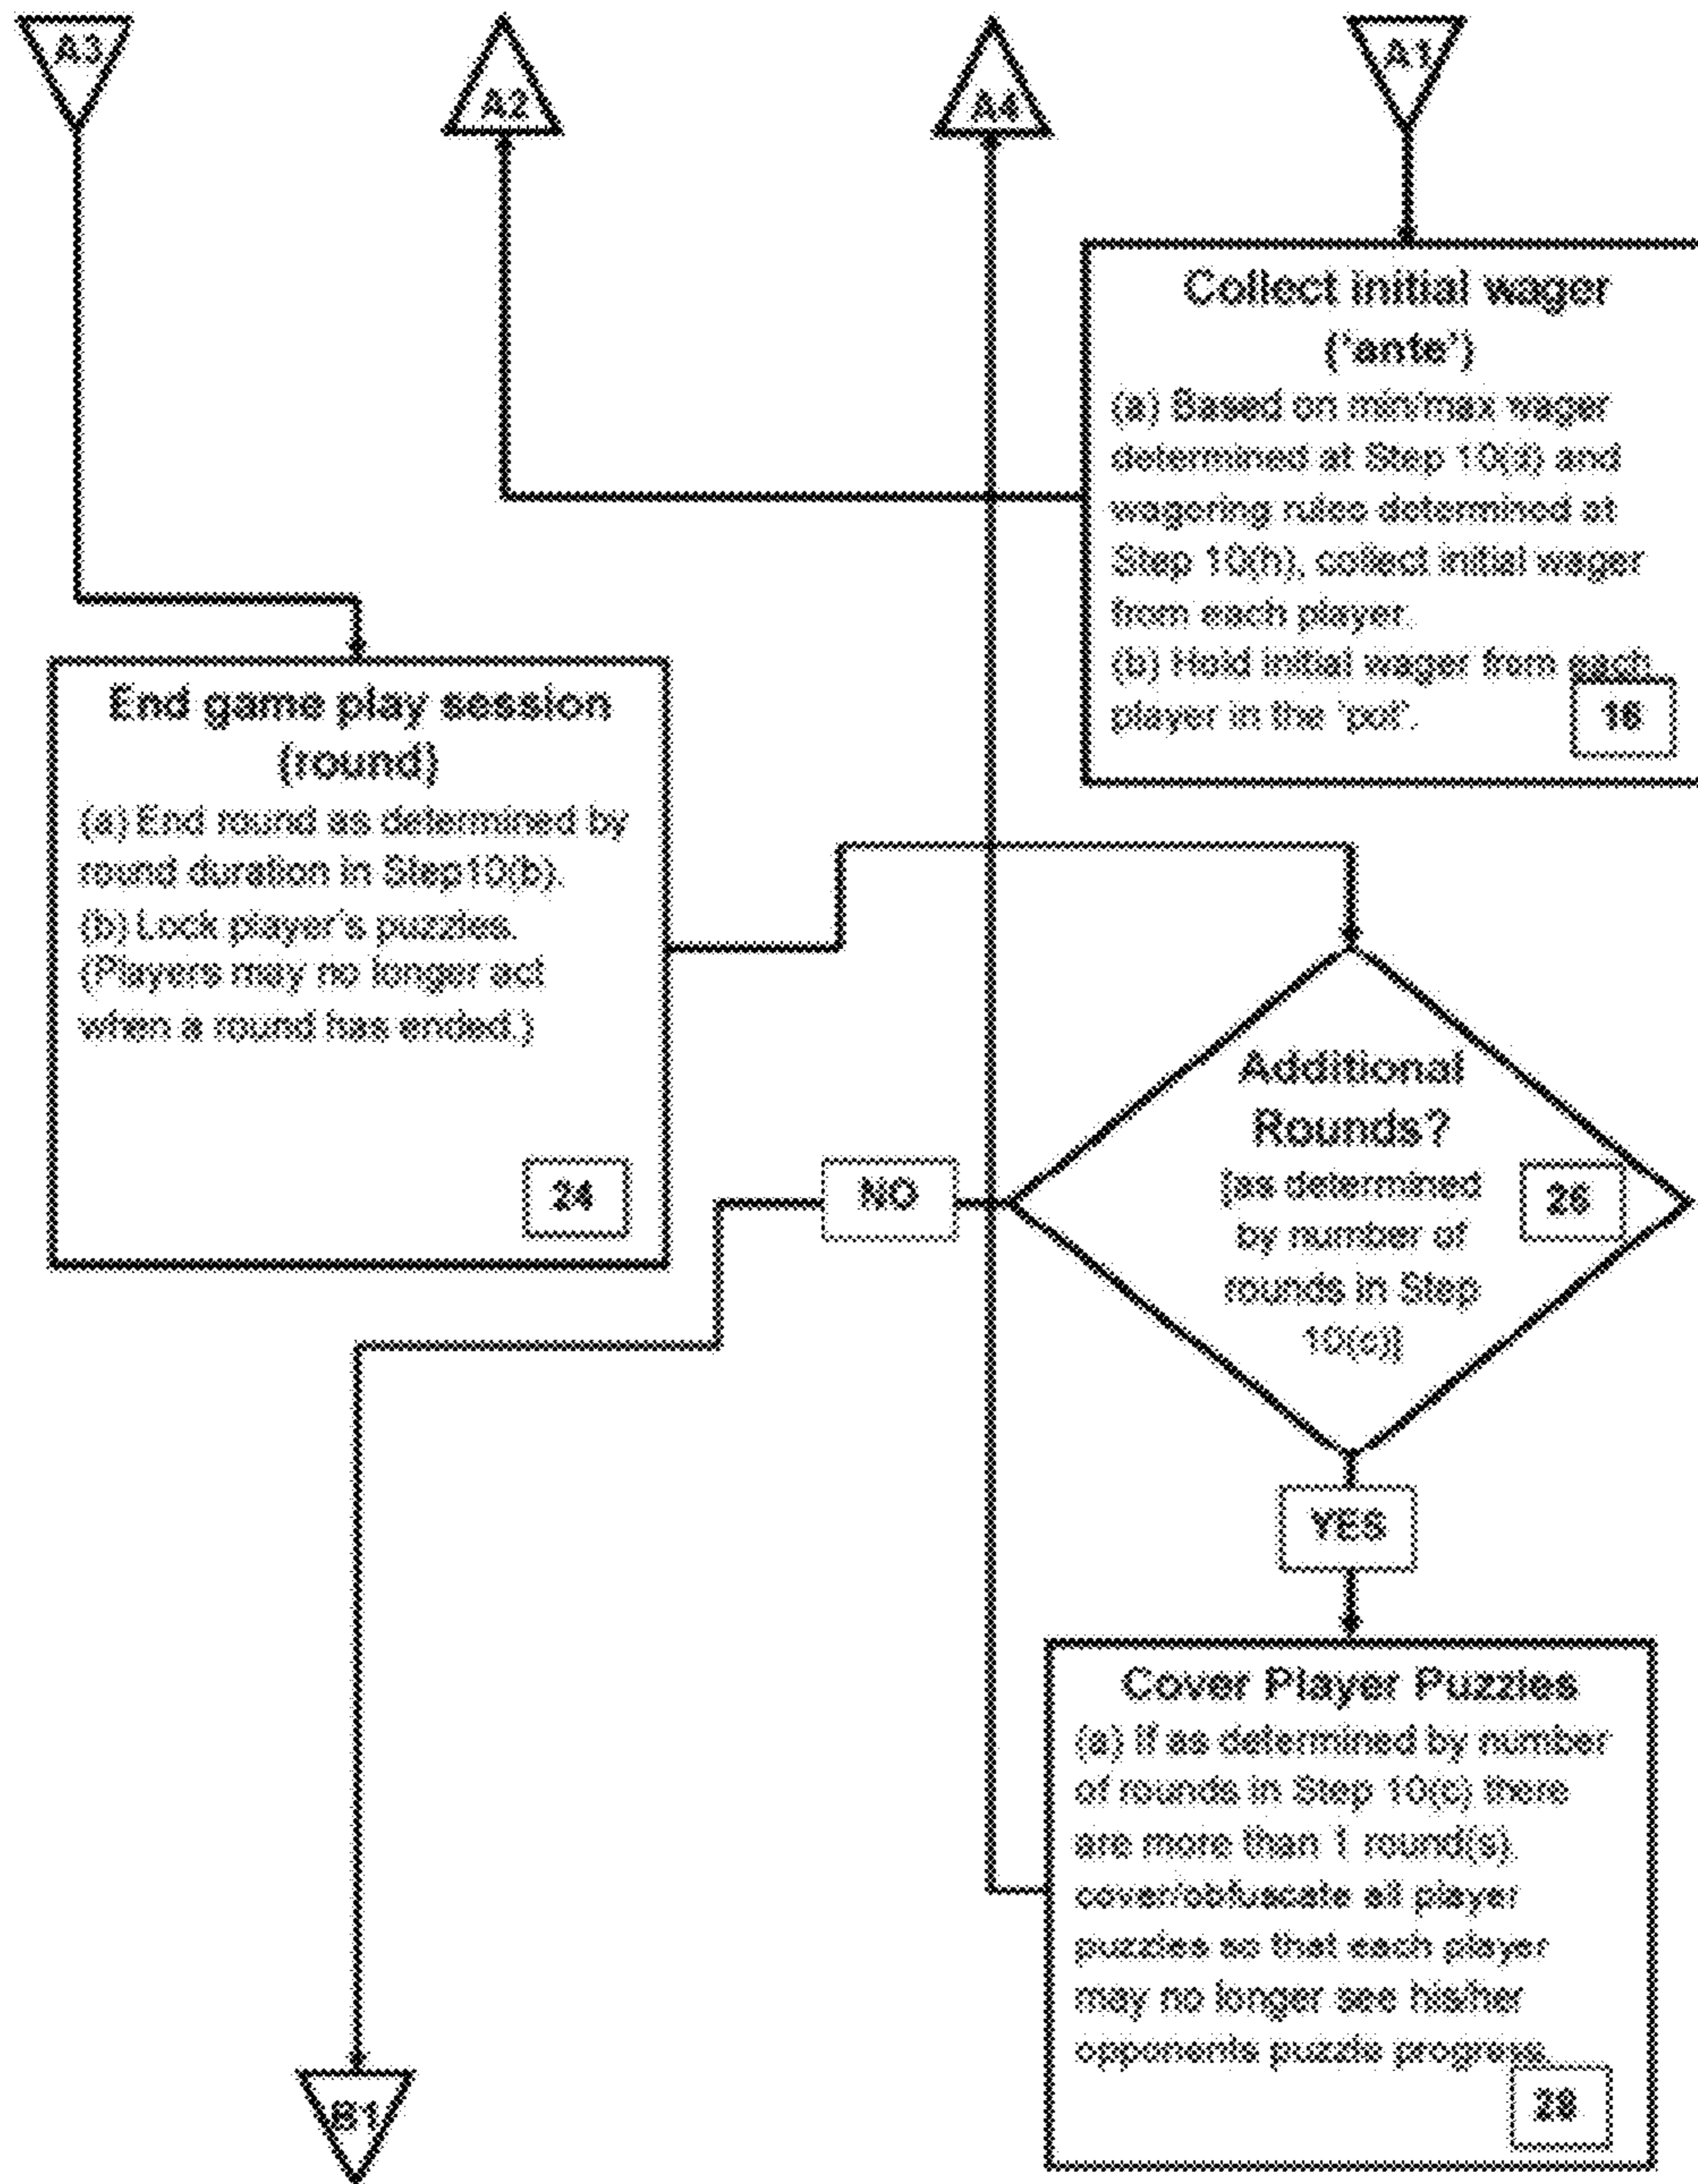 A3
A2
A4
A1
Collect initial wager
('ante')
(a) Based on min/max wager
determined at Step 10(d) and
wagering rules determined at
Step 10(h), collect initial wager
from each player.
(b) Hold initial wager from each
player in the 'pot'.
16
End game play session
(round)
(a) End round as determined by
round duration in Step10(b).
(b) Lock player's puzzles.
(Players may no longer act
when a round has ended.)
24
Additional
Rounds?
[as determined
by number of
rounds in Step
10(c)]
26
NO
YES
Cover Player Puzzles
(a) If as determined by number
of rounds in Step 10(c) there
are more than 1 round(s),
cover/obfuscate all player
puzzles so that each player
may no longer see his/her
opponents puzzle progress.
28
B1